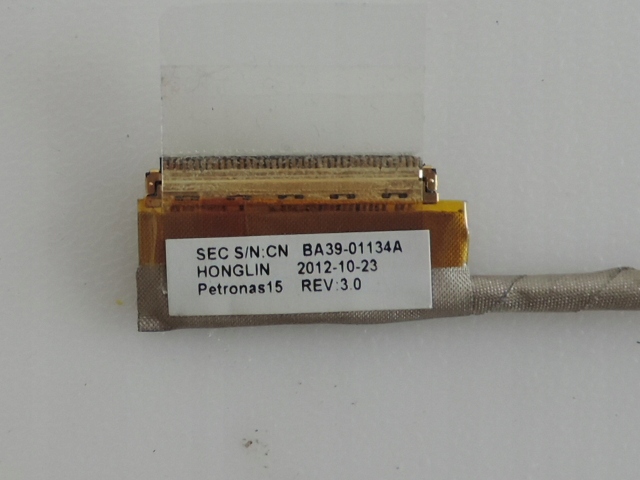 SEC S/N:CN BA39-01134A
HONGLIN 2012-10-23
Petronas15 REV:3.0